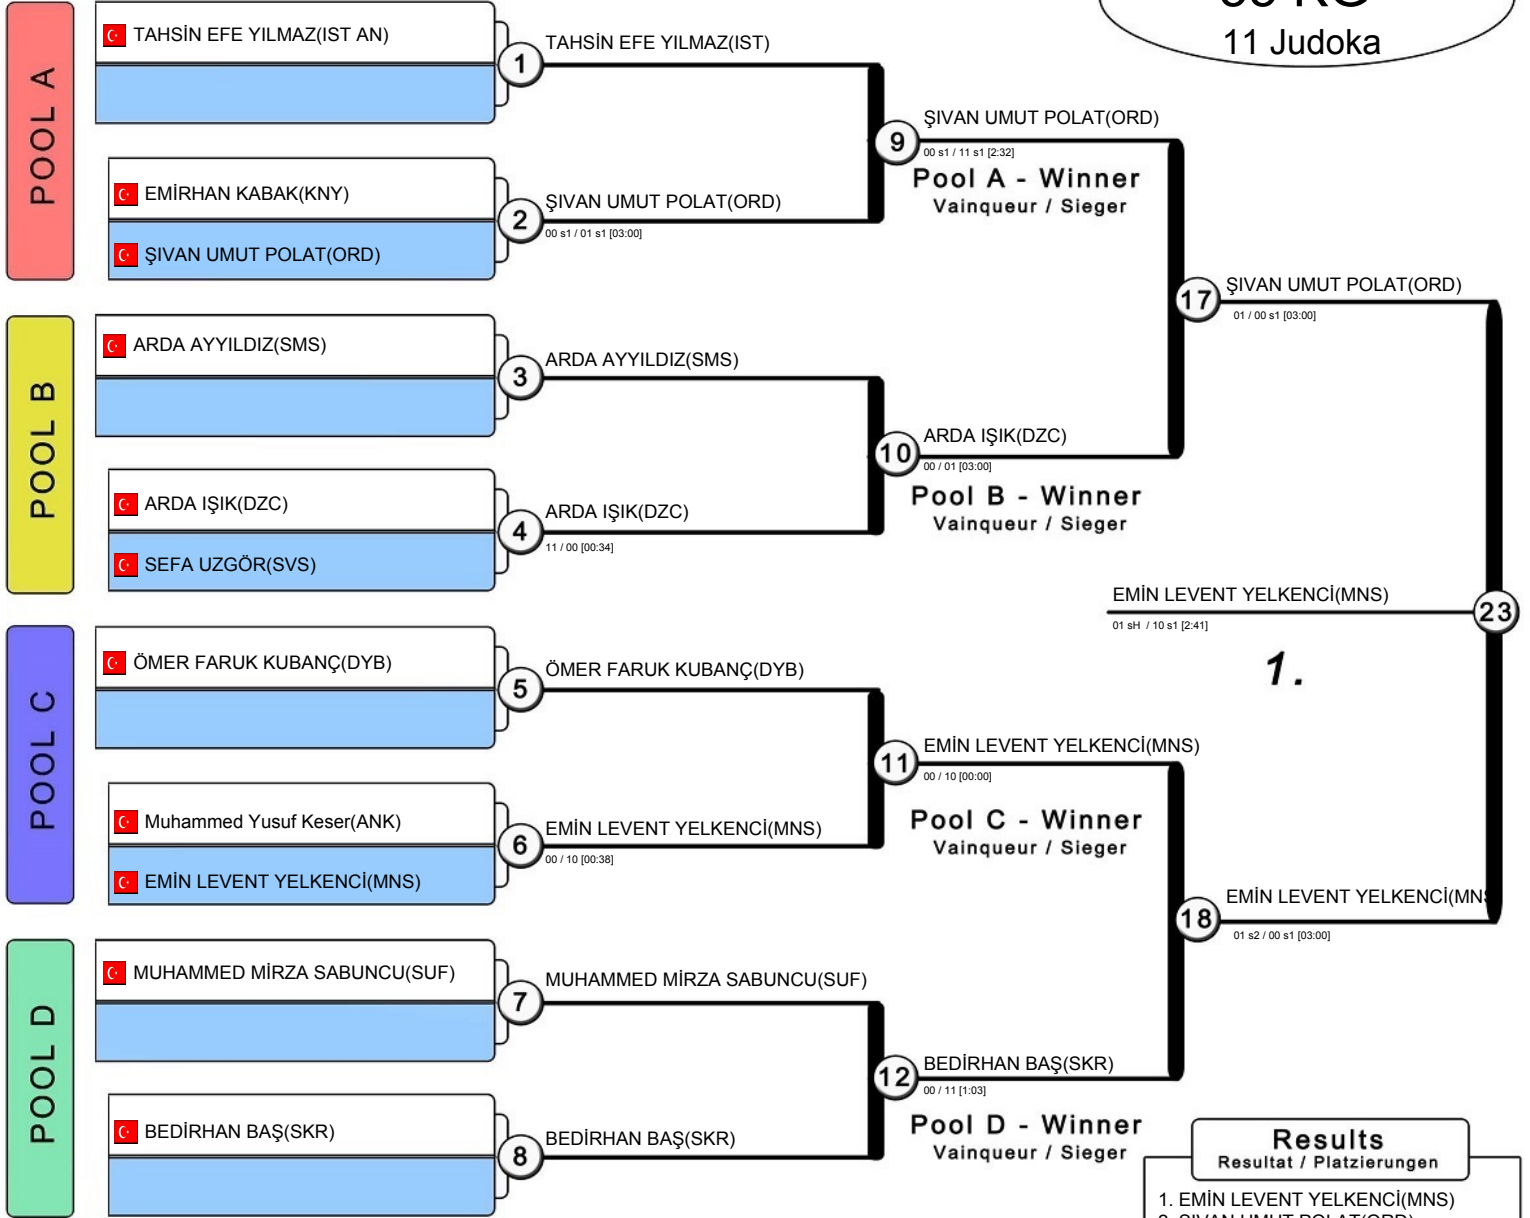 11 Judoka
POOL A
TAHSİN EFE YILMAZ(IST AN)
1
TAHSİN EFE YILMAZ(IST)
EMİRHAN KABAK(KNY)
ŞIVAN UMUT POLAT(ORD)
2
ŞIVAN UMUT POLAT(ORD)
00 s1 / 01 s1 [03:00]
9
ŞIVAN UMUT POLAT(ORD)
00 s1 / 11 s1 [2:32]
Pool A - Winner
Vainqueur / Sieger
POOL B
ARDA AYYILDIZ(SMS)
3
ARDA AYYILDIZ(SMS)
ARDA IŞIK(DZC)
SEFA UZGÖR(SVS)
4
ARDA IŞIK(DZC)
11 / 00 [00:34]
10
ARDA IŞIK(DZC)
00 / 01 [03:00]
Pool B - Winner
Vainqueur / Sieger
17
ŞIVAN UMUT POLAT(ORD)
01 / 00 s1 [03:00]
POOL C
ÖMER FARUK KUBANÇ(DYB)
5
ÖMER FARUK KUBANÇ(DYB)
Muhammed Yusuf Keser(ANK)
EMİN LEVENT YELKENCİ(MNS)
6
EMİN LEVENT YELKENCİ(MNS)
00 / 10 [00:38]
11
EMİN LEVENT YELKENCİ(MNS)
00 / 10 [00:00]
Pool C - Winner
Vainqueur / Sieger
POOL D
MUHAMMED MİRZA SABUNCU(SUF)
7
MUHAMMED MİRZA SABUNCU(SUF)
BEDİRHAN BAŞ(SKR)
8
BEDİRHAN BAŞ(SKR)
12
BEDİRHAN BAŞ(SKR)
00 / 11 [1:03]
Pool D - Winner
Vainqueur / Sieger
18
EMİN LEVENT YELKENCİ(MNS
01 s2 / 00 s1 [03:00]
EMİN LEVENT YELKENCİ(MNS)
23
01 sH / 10 s1 [2:41]
1.
Results
Resultat / Platzierungen
1. EMİN LEVENT YELKENCİ(MNS)
2. ŞIVAN UMUT POLAT(ORD)